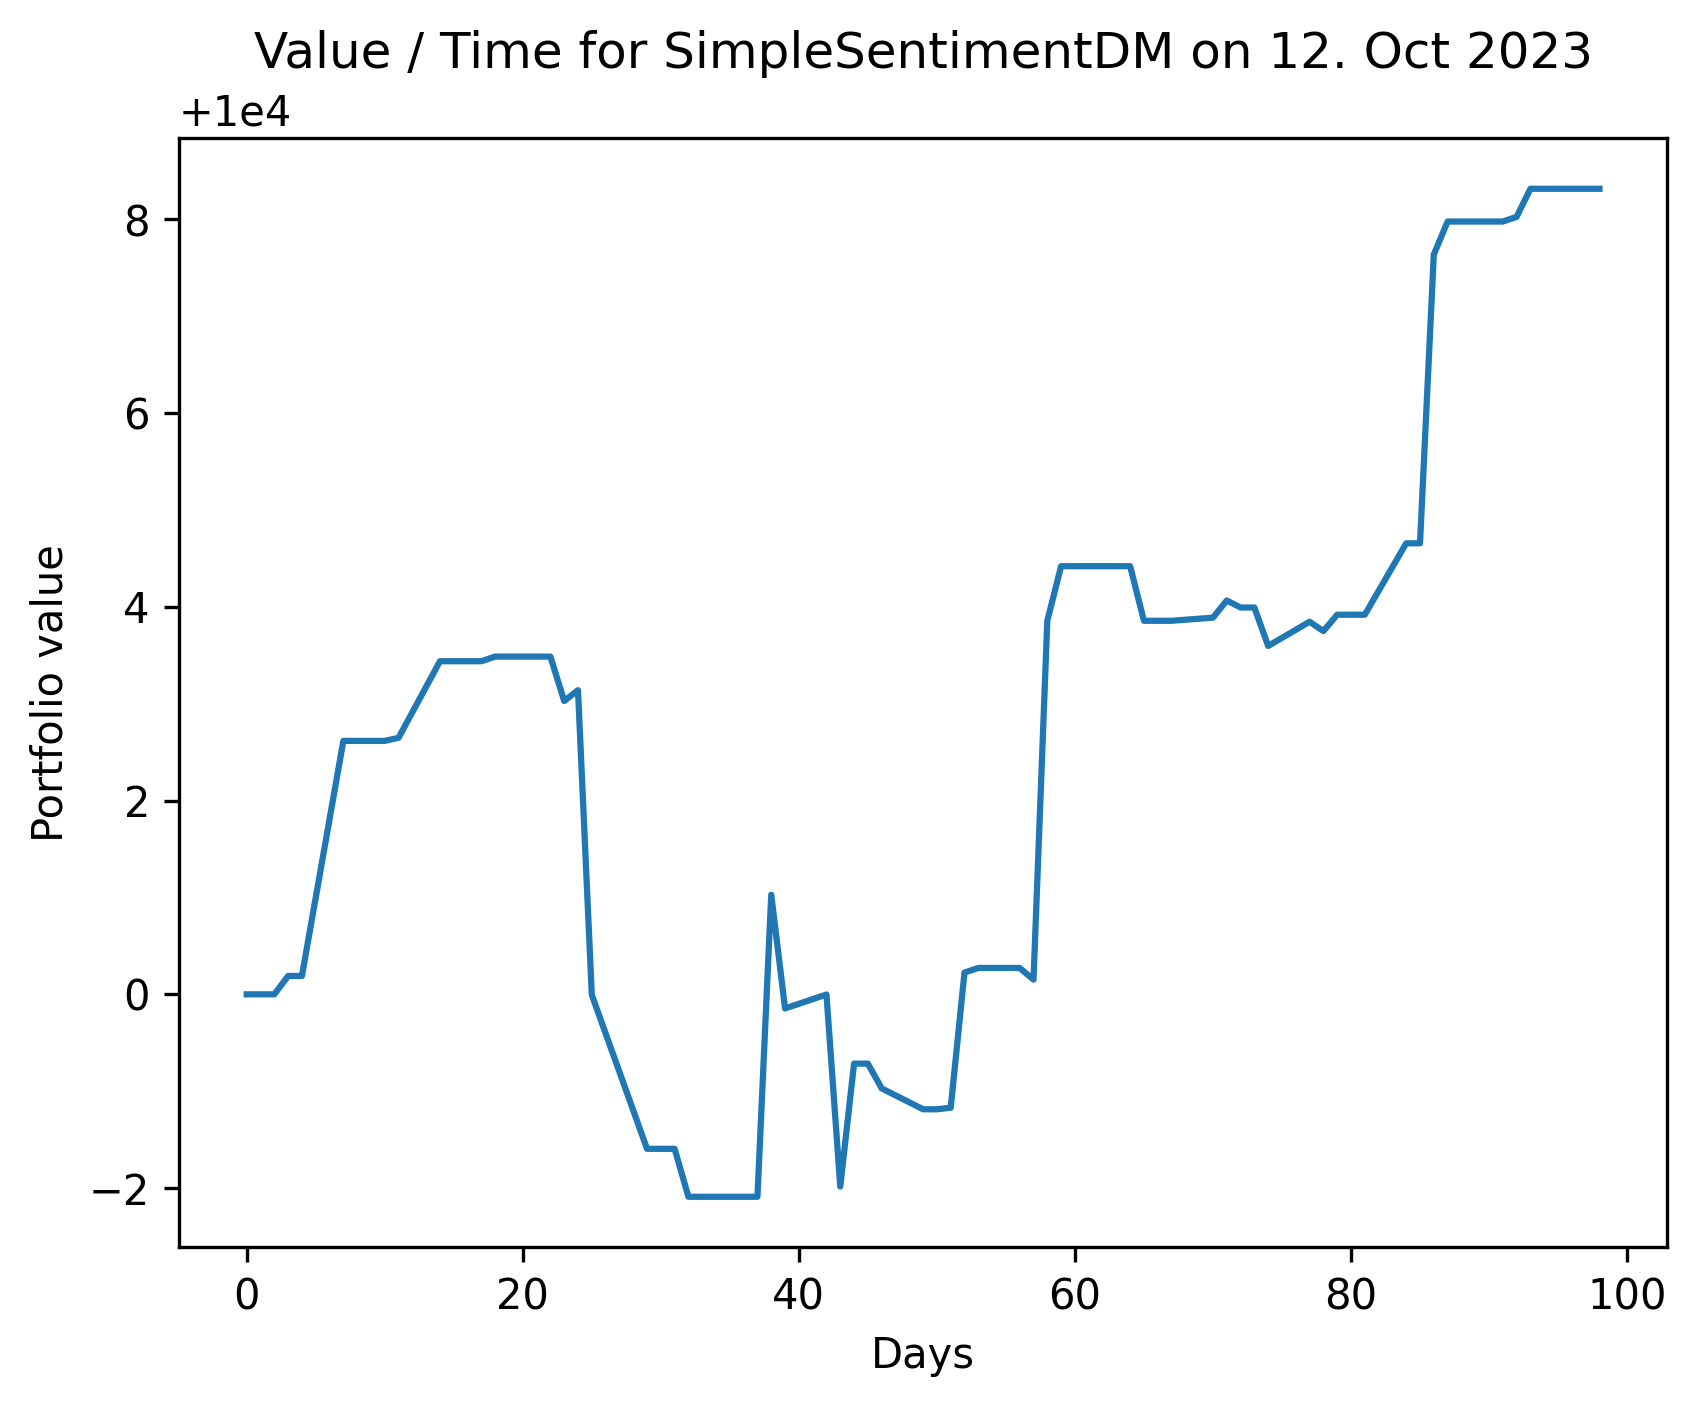 Value / Time for SimpleSentimentDM on 12. Oct 2023
+1e4
8
6
4
2
0
−2
Portfolio value
0 20 40 60 80 100
Days